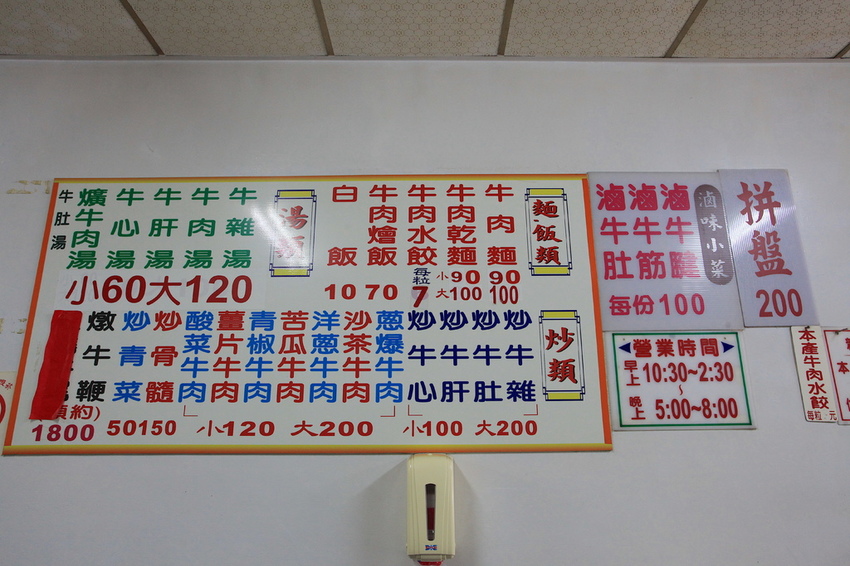 麵飯類
牛肉麵
牛肉乾麵
牛肉水餃
牛肉燴飯
白飯
小90 90
大100 100
每粒7
70
10
湯類
牛雜湯
牛肉湯
牛肝湯
牛心湯
爌牛肉湯
牛肚湯
小60大120
炒類
炒牛雜
炒牛肚
炒牛肝
炒牛心
蔥爆牛肉
沙茶牛肉
洋蔥牛肉
苦瓜牛肉
青椒牛肉
薑片牛肉
酸菜牛肉
炒骨髓
炒青菜
燉牛鞭
預約)
1800 50 150 小120 大200 小100 大200
滷味小菜
滷牛腱
滷牛筋
滷牛肚
每份100
拼盤
200
營業時間
早上 10:30~2:30
~
晚上 5:00~8:00
本產牛肉水餃
每粒 元